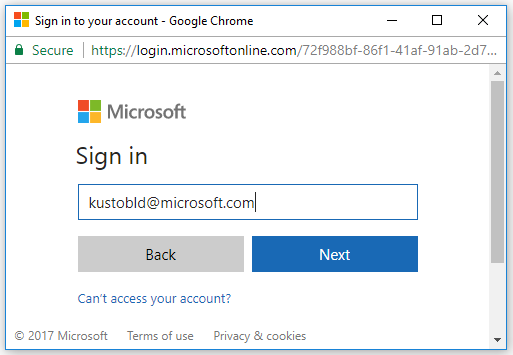 Sign in to your account - Google Chrome
Secure | https://login.microsoftonline.com/72f988bf-86f1-41af-91ab-2d7...
Microsoft
Sign in
kustobld@microsoft.com
Back Next
Can't access your account?
© 2017 Microsoft Terms of use Privacy & cookies